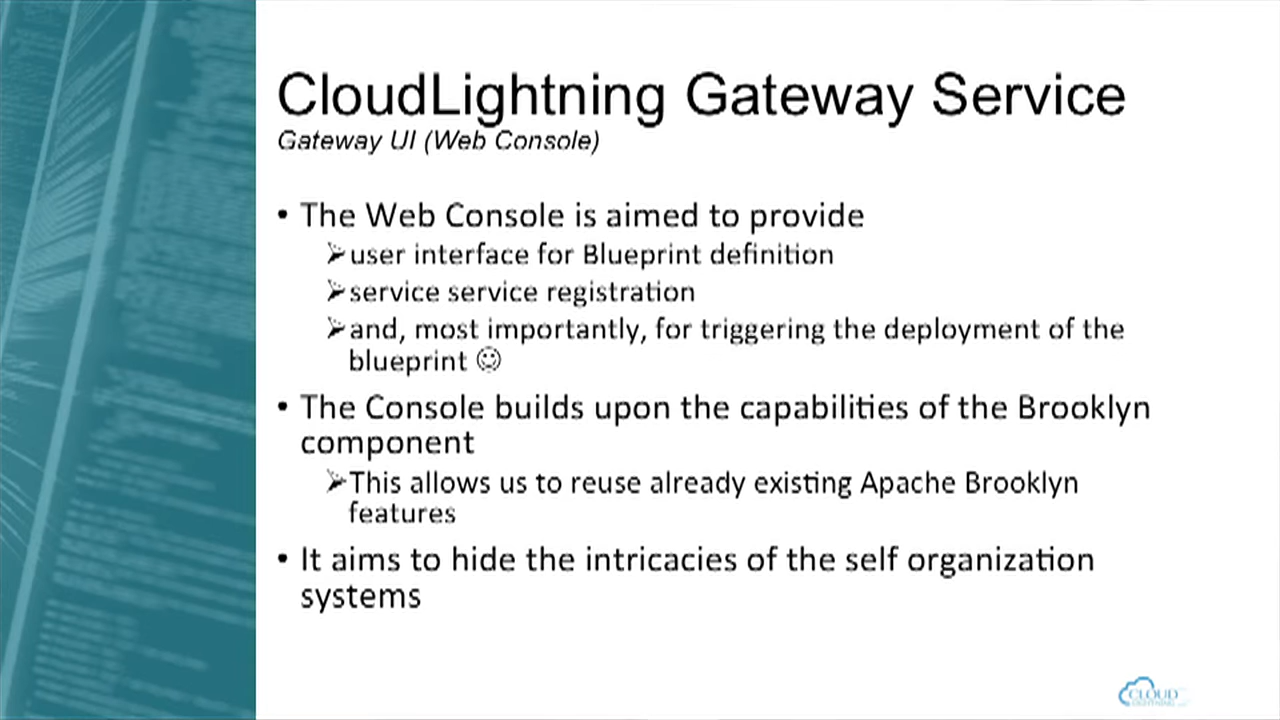 CloudLightning Gateway Service
Gateway UI (Web Console)
• The Web Console is aimed to provide
➢user interface for Blueprint definition
➢service service registration
➢and, most importantly, for triggering the deployment of the
blueprint ☺
• The Console builds upon the capabilities of the Brooklyn
component
➢This allows us to reuse already existing Apache Brooklyn
features
• It aims to hide the intricacies of the self organization
systems
CLOUD